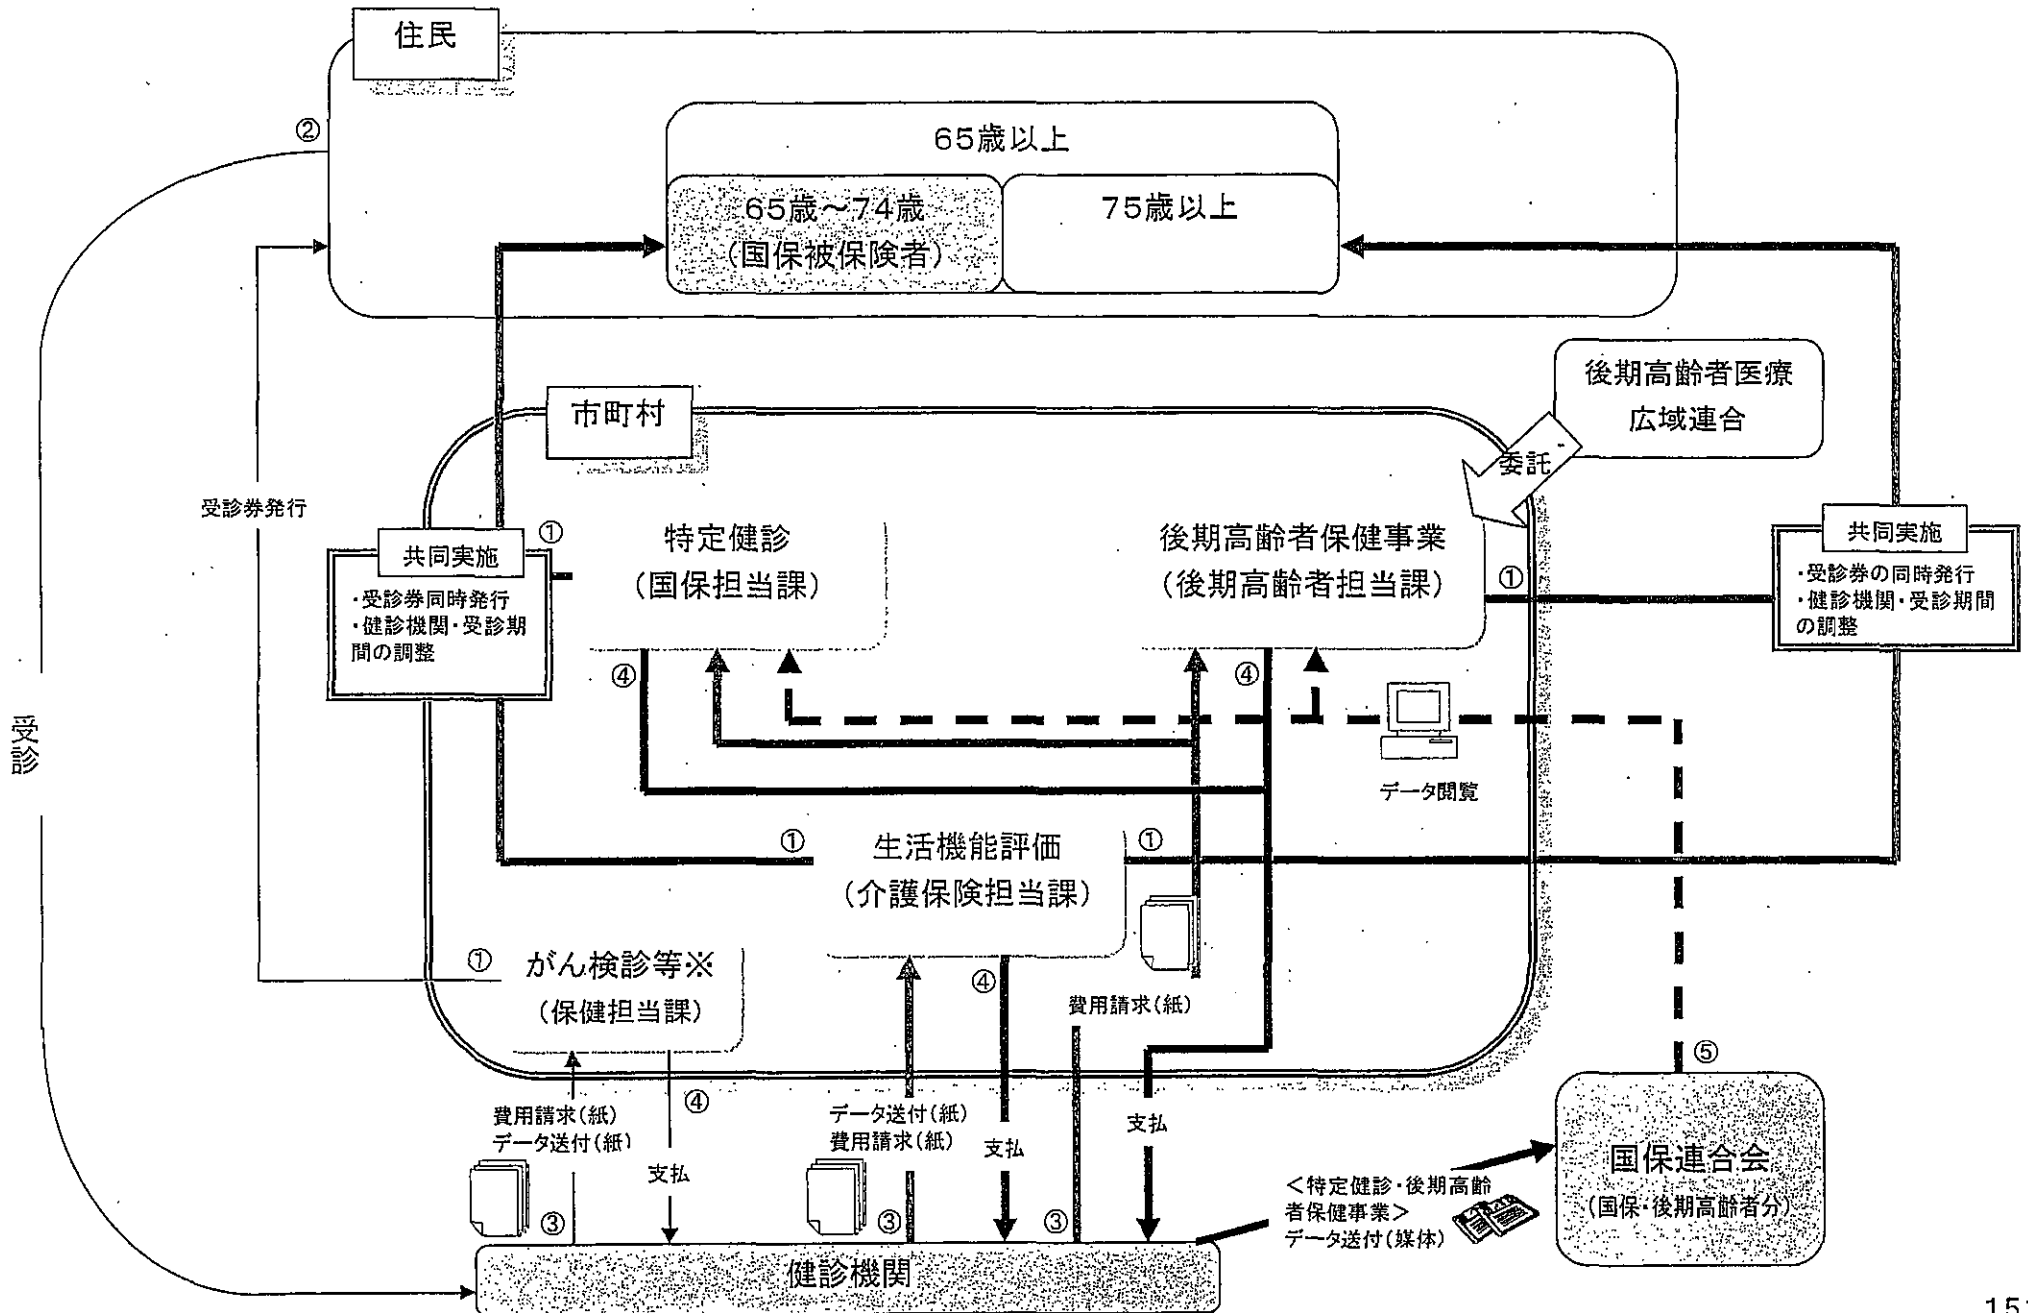 住民
②
65歳以上
65歳～74歳
(国保被保険者)
75歳以上
後期高齢者医療
広域連合
市町村
委託
受診券発行
共同実施
・受診券同時発行
・健診機関・受診期
間の調整
①
特定健診
(国保担当課)
後期高齢者保健事業
(後期高齢者担当課)
①
共同実施
・受診券の同時発行
・健診機関・受診期間
の調整
④
④
受診
データ閲覧
①
生活機能評価
(介護保険担当課)
①
①
がん検診等※
(保健担当課)
④
費用請求(紙)
⑤
費用請求(紙)
データ送付(紙)
④
支払
データ送付(紙)
費用請求(紙)
支払
支払
③
③
③
<特定健診・後期高齢
者保健事業>
データ送付(媒体)
国保連合会
(国保・後期高齢者分)
健診機関